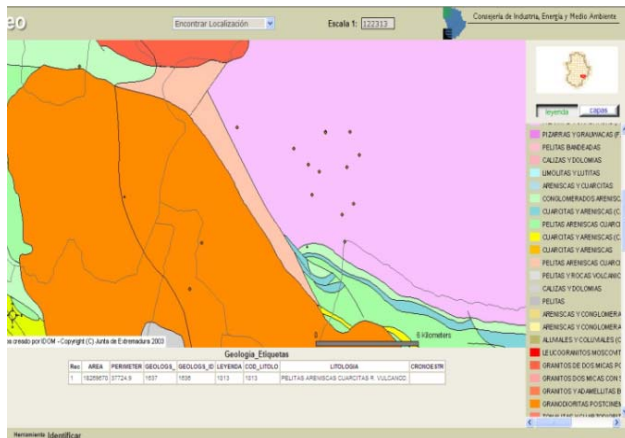 eo
Encontrar Localización
Escala 1: 122313
Consejería de Industria, Energía y Medio Ambiente
leyenda
capas
PIZARRAS Y GRAUVACAS (F
PELITAS BANDEADAS
CALIZAS Y DOLOMIAS
LIMOLITAS Y LUTITAS
ARENISCAS Y CUARCITAS
CONGLOMERADOS ARENISC
CUARCITAS Y ARENISCAS (C
PELITAS ARENISCAS CUARC
CUARCITAS Y ARENISCAS (C
CUARCITAS Y ARENISCAS
PELITAS ARENISCAS CUARC
PELITAS Y ROCAS VOLCANIC
CALIZAS Y DOLOMIAS
PELITAS
ARENISCAS Y CONGLOMERA
ARENISCAS Y CONGLOMERA
ALUVIALES Y COLUVIALES (C
LEUCOGRANITOS MOSCOVIT
GRANITOS DE DOS MICAS PO
GRANITOS DOS MICAS CON S
GRANITOS Y ADAMELLITAS B
GRANODIORITAS POSTCINEM
0 6 Kilometers
creado por IDOM - Copyright (C) Junta de Extremadura 2003
Geologia_Etiquetas
Rec AREA PERIMETER GEOLOGS_ GEOLOGS_ID LEYENDA COD_LITOLO LITOLOGIA CRONOESTR
1 37724.9 1637 1013 1013 PELITAS ARENISCAS CUARCITAS R. VULCANOD
Herramienta Identificar